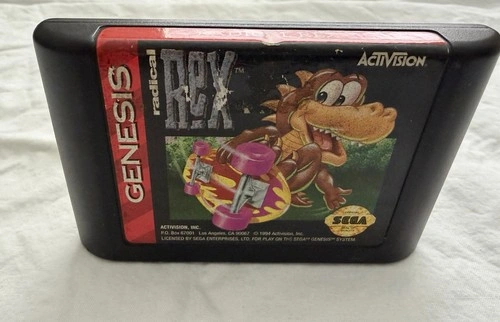 GENESIS
radical
ReX™
ACTIVISION
SEGA
ACTIVISION, INC.
P.O. Box 67001 Los Angeles, CA 90067 © 1994 Activision, Inc.
LICENSED BY SEGA ENTERPRISES, LTD. FOR PLAY ON THE SEGA™ GENESIS™ SYSTEM.